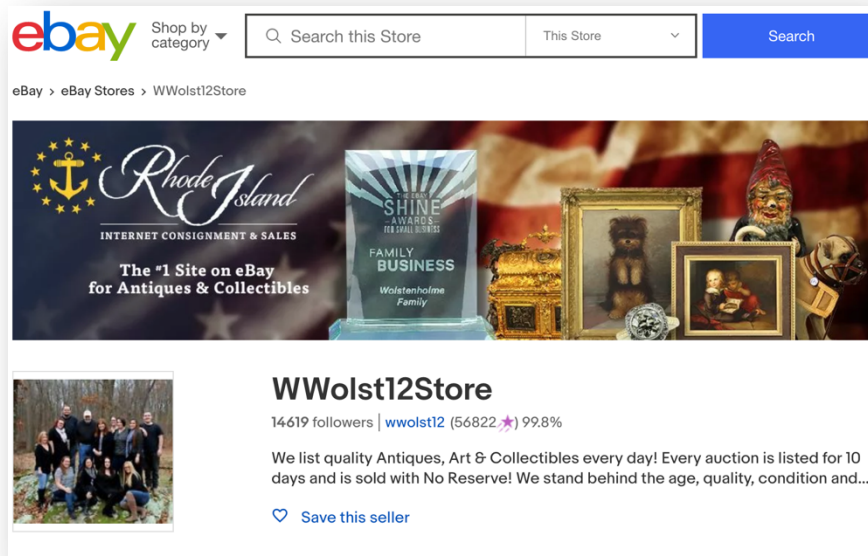 ebay
Shop by
category
Search this Store
This Store
Search
eBay > eBay Stores > WWolst12Store
Rhode Island
INTERNET CONSIGNMENT & SALES
The #1 Site on eBay
for Antiques & Collectibles
THE EBAY
SHINE
AWARDS
FOR SMALL BUSINESS
FAMILY
BUSINESS
Wolstenholme
Family
WWolst12Store
14619 followers | wwolst12 (56822) 99.8%
We list quality Antiques, Art & Collectibles every day! Every auction is listed for 10
days and is sold with No Reserve! We stand behind the age, quality, condition and...
Save this seller